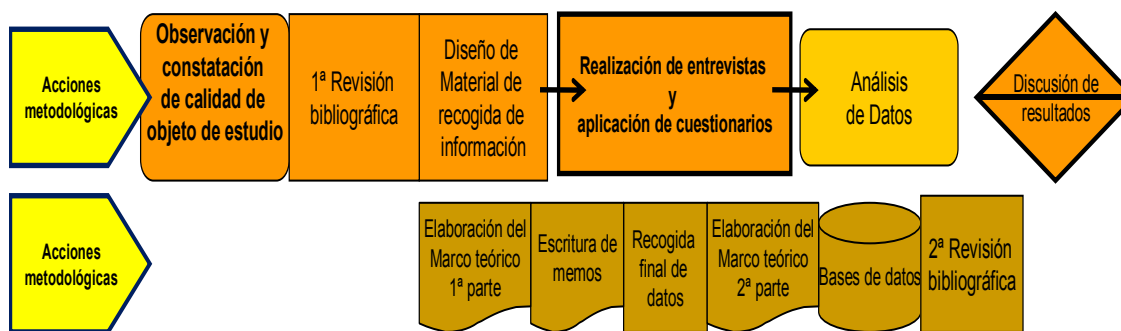 Acciones
metodológicas
Observación y
constatación
de calidad de
objeto de estudio
1ª Revisión
bibliográfica
Diseño de
Material de
recogida de
información
Realización de entrevistas
y
aplicación de cuestionarios
Análisis
de Datos
Discusión de
resultados
Acciones
metodológicas
Elaboración del
Marco teórico
1ª parte
Escritura de
memos
Recogida
final de
datos
Elaboración del
Marco teórico
2ª parte
Bases de datos
2ª Revisión
bibliográfica